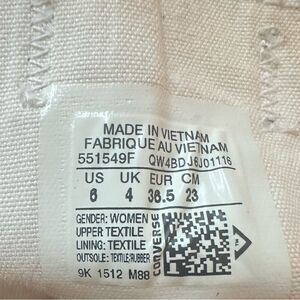 MADE IN VIETNAM
FABRIQUE AU VIETNAM
551549F QW4BDJ6J01116
US UK EUR CM
6 4 36.5 23
GENDER: WOMEN
UPPER TEXTILE
LINING: TEXTILE
OUTSOLE: TEXTILE/RUBBER
9K 1512 M88
CONVERSE